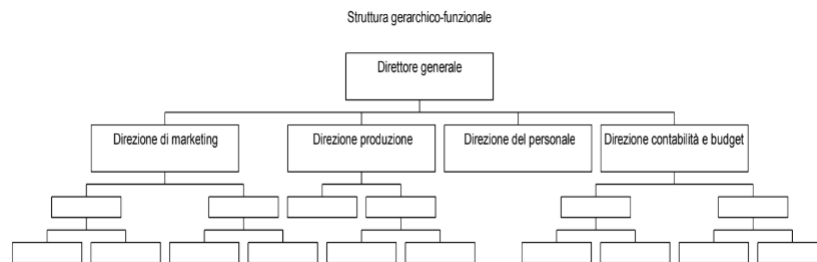 Struttura gerarchico-funzionale
Direttore generale
Direzione di marketing
Direzione produzione
Direzione del personale
Direzione contabilità e budget